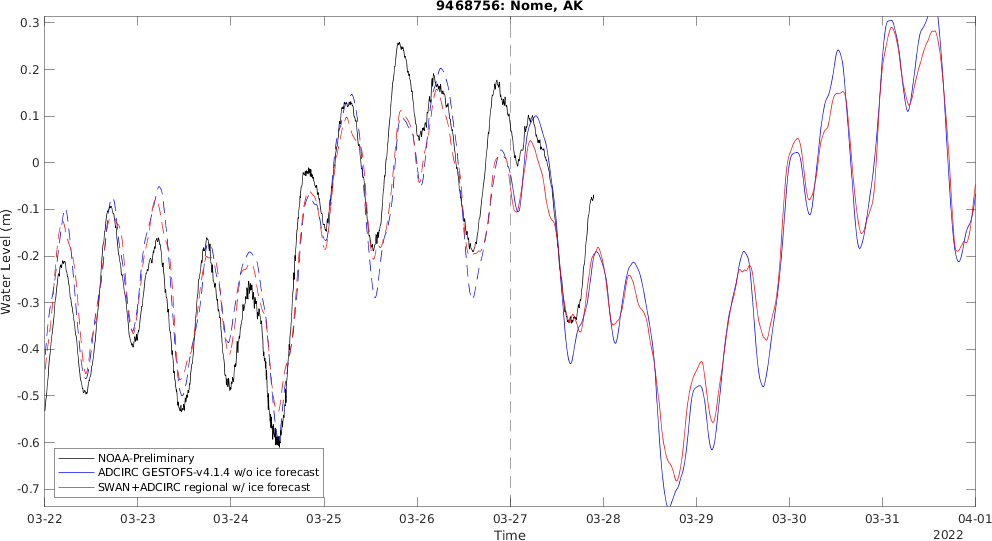 9468756: Nome, AK
0.3
0.2
0.1
0
-0.1
-0.2
-0.3
-0.4
-0.5
-0.6
-0.7
Water Level (m)
NOAA-Preliminary
ADCIRC GESTOFS-v4.1.4 w/o ice forecast
SWAN+ADCIRC regional w/ ice forecast
03-22 03-23 03-24 03-25 03-26 03-27 03-28 03-29 03-30 03-31 04-01
Time
2022